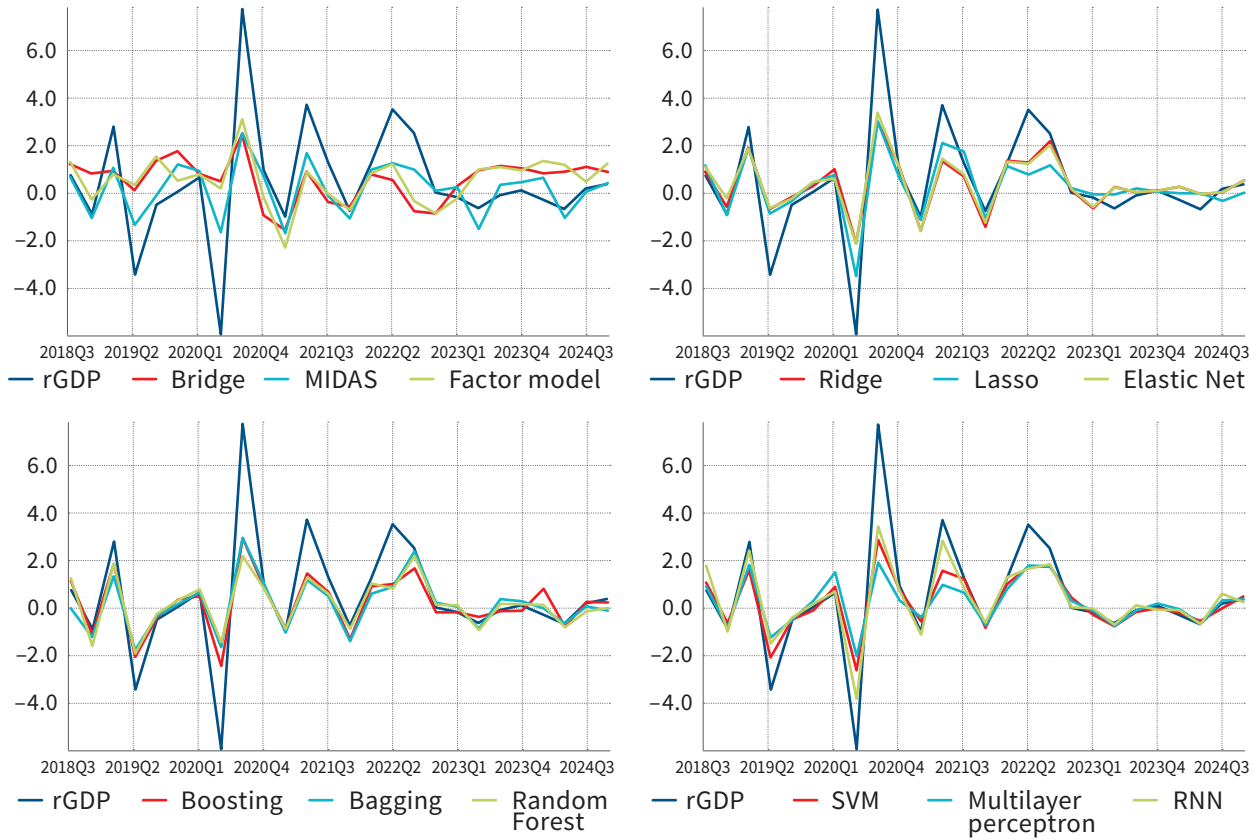 6.0
4.0
2.0
0.0
−2.0
−4.0
2018Q3 2019Q2 2020Q1 2020Q4 2021Q3 2022Q2 2023Q1 2023Q4 2024Q3
rGDP Bridge MIDAS Factor model
6.0
4.0
2.0
0.0
−2.0
−4.0
2018Q3 2019Q2 2020Q1 2020Q4 2021Q3 2022Q2 2023Q1 2023Q4 2024Q3
rGDP Ridge Lasso Elastic Net
6.0
4.0
2.0
0.0
−2.0
−4.0
2018Q3 2019Q2 2020Q1 2020Q4 2021Q3 2022Q2 2023Q1 2023Q4 2024Q3
rGDP Boosting Bagging Random
Forest
6.0
4.0
2.0
0.0
−2.0
−4.0
2018Q3 2019Q2 2020Q1 2020Q4 2021Q3 2022Q2 2023Q1 2023Q4 2024Q3
rGDP SVM Multilayer RNN
perceptron